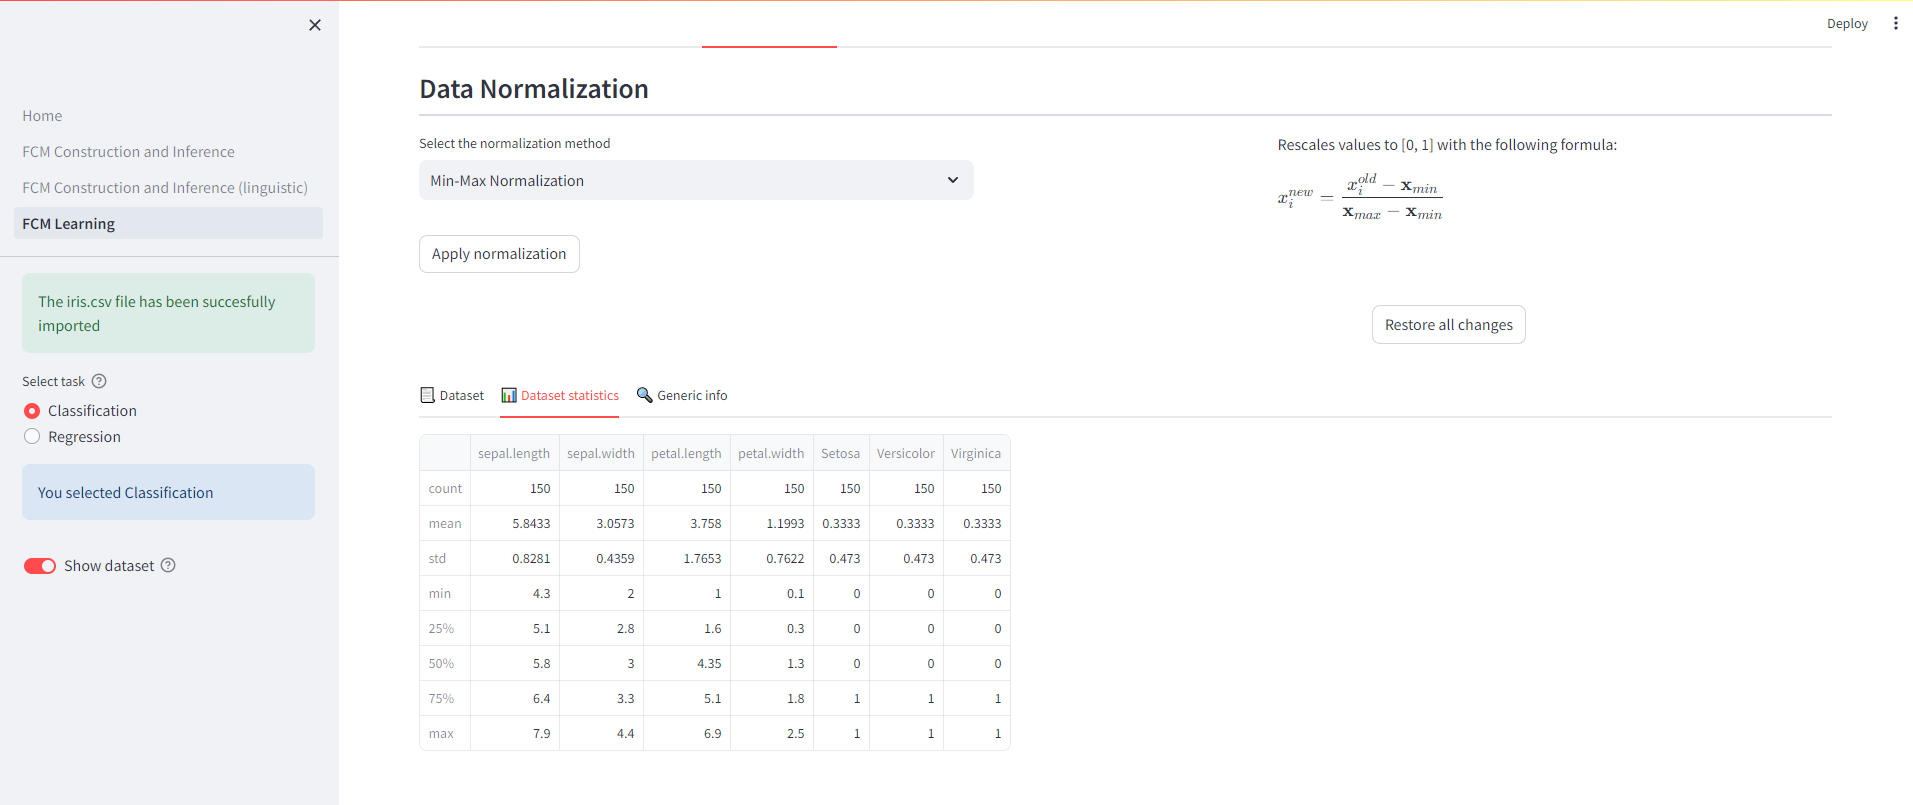 Deploy
Home
FCM Construction and Inference
FCM Construction and Inference (linguistic)
FCM Learning
The iris.csv file has been succesfully
imported
Select task
Classification
Regression
You selected Classification
Show dataset
Data Normalization
Select the normalization method
Min-Max Normalization
Apply normalization
Rescales values to [0, 1] with the following formula:
x_i^{new} = \frac{x_i^{old} − \mathbf{x}_{min}}{\mathbf{x}_{max} − \mathbf{x}_{min}}
Restore all changes
Dataset Dataset statistics Generic info
sepal.length sepal.width petal.length petal.width Setosa Versicolor Virginica
count 150 150 150 150 150 150 150
mean 5.8433 3.0573 3.758 1.1993 0.3333 0.3333 0.3333
std 0.8281 0.4359 1.7653 0.7622 0.473 0.473 0.473
min 4.3 2 1 0.1 0 0 0
25% 5.1 2.8 1.6 0.3 0 0 0
50% 5.8 3 4.35 1.3 0 0 0
75% 6.4 3.3 5.1 1.8 1 1 1
max 7.9 4.4 6.9 2.5 1 1 1